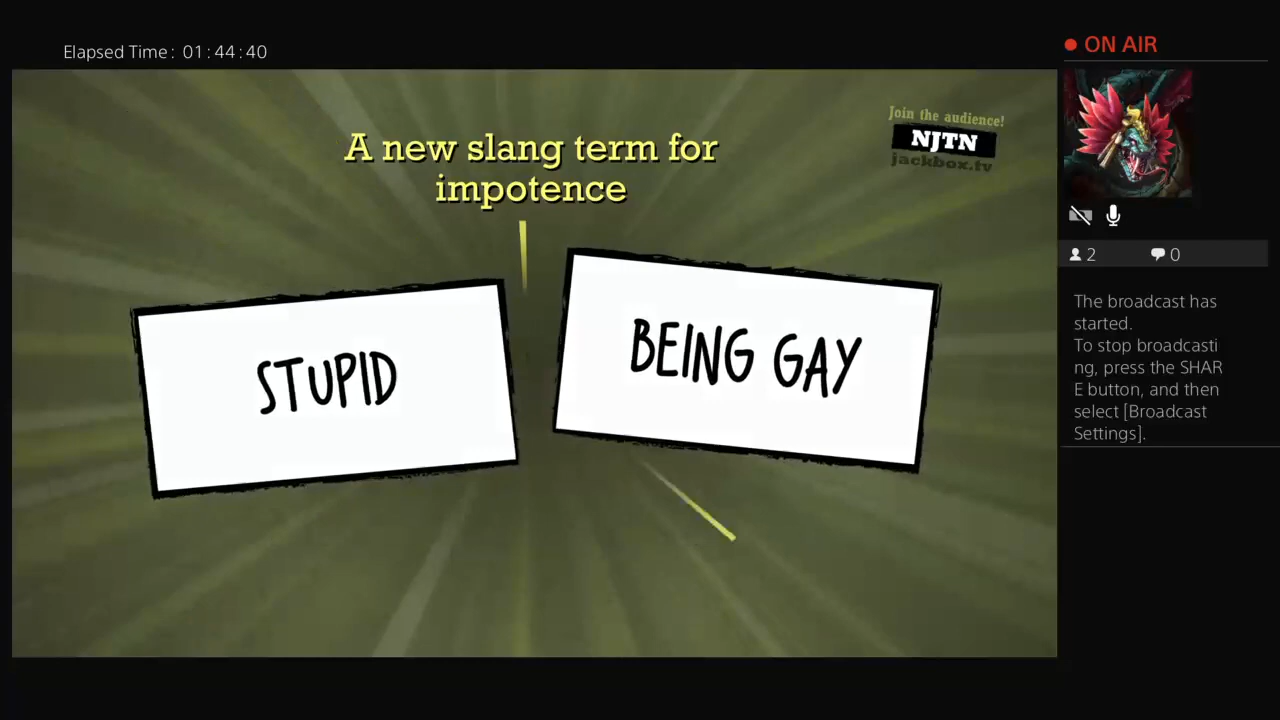 Elapsed Time: 01:44:40
ON AIR
Join the audience!
NJTN
jackbox.tv
A new slang term for
impotence
STUPID
BEING GAY
2
0
The broadcast has
started.
To stop broadcasti
ng, press the SHAR
E button, and then
select [Broadcast
Settings].